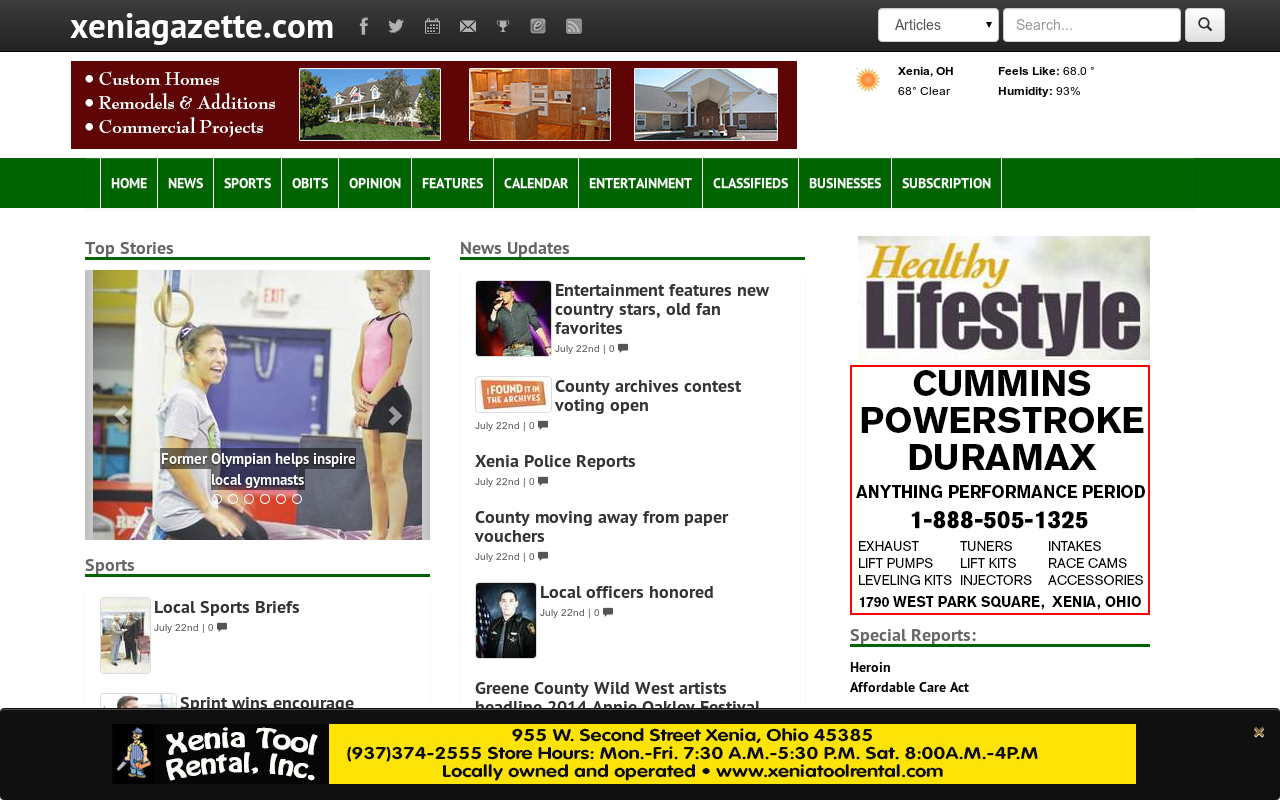 xeniagazette.com
Articles
Search...
• Custom Homes
• Remodels & Additions
• Commercial Projects
Xenia, OH
68° Clear
Feels Like: 68.0 °
Humidity: 93%
HOME NEWS SPORTS OBITS OPINION FEATURES CALENDAR ENTERTAINMENT CLASSIFIEDS BUSINESSES SUBSCRIPTION
Top Stories
EXIT
Former Olympian helps inspire
local gymnasts
Sports
Local Sports Briefs
July 22nd | 0
Sprint wins encourage
News Updates
Entertainment features new
country stars, old fan
favorites
July 22nd | 0
I FOUND IT IN
THE ARCHIVES
County archives contest
voting open
July 22nd | 0
Xenia Police Reports
July 22nd | 0
County moving away from paper
vouchers
July 22nd | 0
Local officers honored
July 22nd | 0
Greene County Wild West artists
headline 2014 Annie Oakley Festival
Healthy
Lifestyle
CUMMINS
POWERSTROKE
DURAMAX
ANYTHING PERFORMANCE PERIOD
1-888-505-1325
EXHAUST TUNERS INTAKES
LIFT PUMPS LIFT KITS RACE CAMS
LEVELING KITS INJECTORS ACCESSORIES
1790 WEST PARK SQUARE, XENIA, OHIO
Special Reports:
Heroin
Affordable Care Act
Xenia Tool
Rental, Inc.
955 W. Second Street Xenia, Ohio 45385
(937)374-2555 Store Hours: Mon.-Fri. 7:30 A.M.-5:30 P.M. Sat. 8:00A.M.-4P.M
Locally owned and operated • www.xeniatoolrental.com